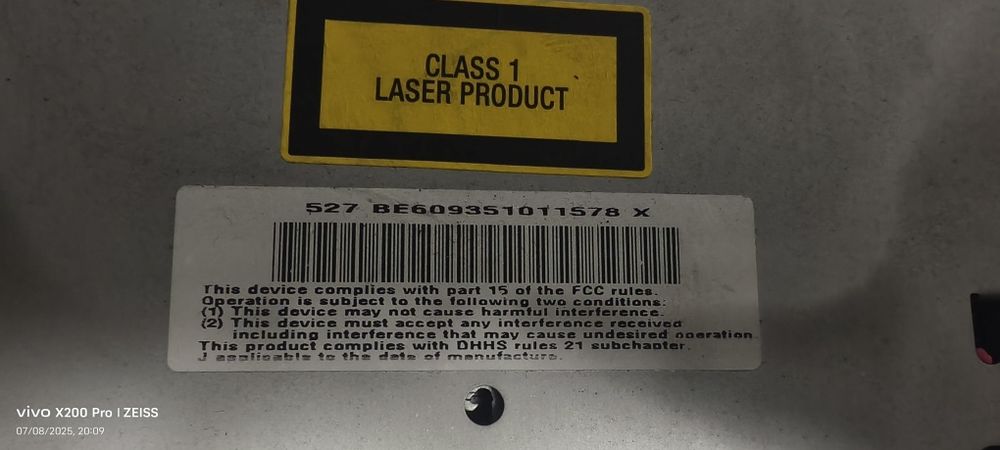 CLASS 1
LASER PRODUCT
527 BE609351011578 X
This device complies with part 15 of the FCC rules.
Operation is subject to the following two conditions:
(1) This device may not cause harmful interference.
(2) This device must accept any interference received
including interference that may cause undesired operation.
This product complies with DHHS rules 21 subchapter.
J applicable to the date of manufacture.
vivo X200 Pro | ZEISS
07/08/2025, 20:09